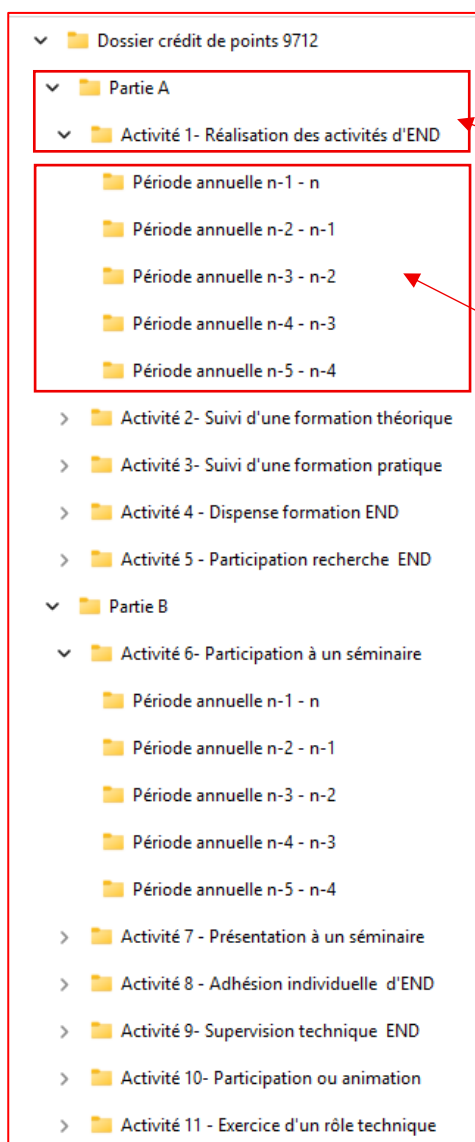 Dossier crédit de points 9712
Partie A
Activité 1- Réalisation des activités d'END
Période annuelle n-1 - n
Période annuelle n-2 - n-1
Période annuelle n-3 - n-2
Période annuelle n-4 - n-3
Période annuelle n-5 - n-4
Activité 2- Suivi d'une formation théorique
Activité 3- Suivi d'une formation pratique
Activité 4 - Dispense formation END
Activité 5 - Participation recherche  END
Partie B
Activité 6- Participation à un séminaire
Période annuelle n-1 - n
Période annuelle n-2 - n-1
Période annuelle n-3 - n-2
Période annuelle n-4 - n-3
Période annuelle n-5 - n-4
Activité 7 - Présentation à un séminaire
Activité 8 - Adhésion individuelle  d'END
Activité 9- Supervision technique  END
Activité 10- Participation ou animation
Activité 11 - Exercice d'un rôle technique